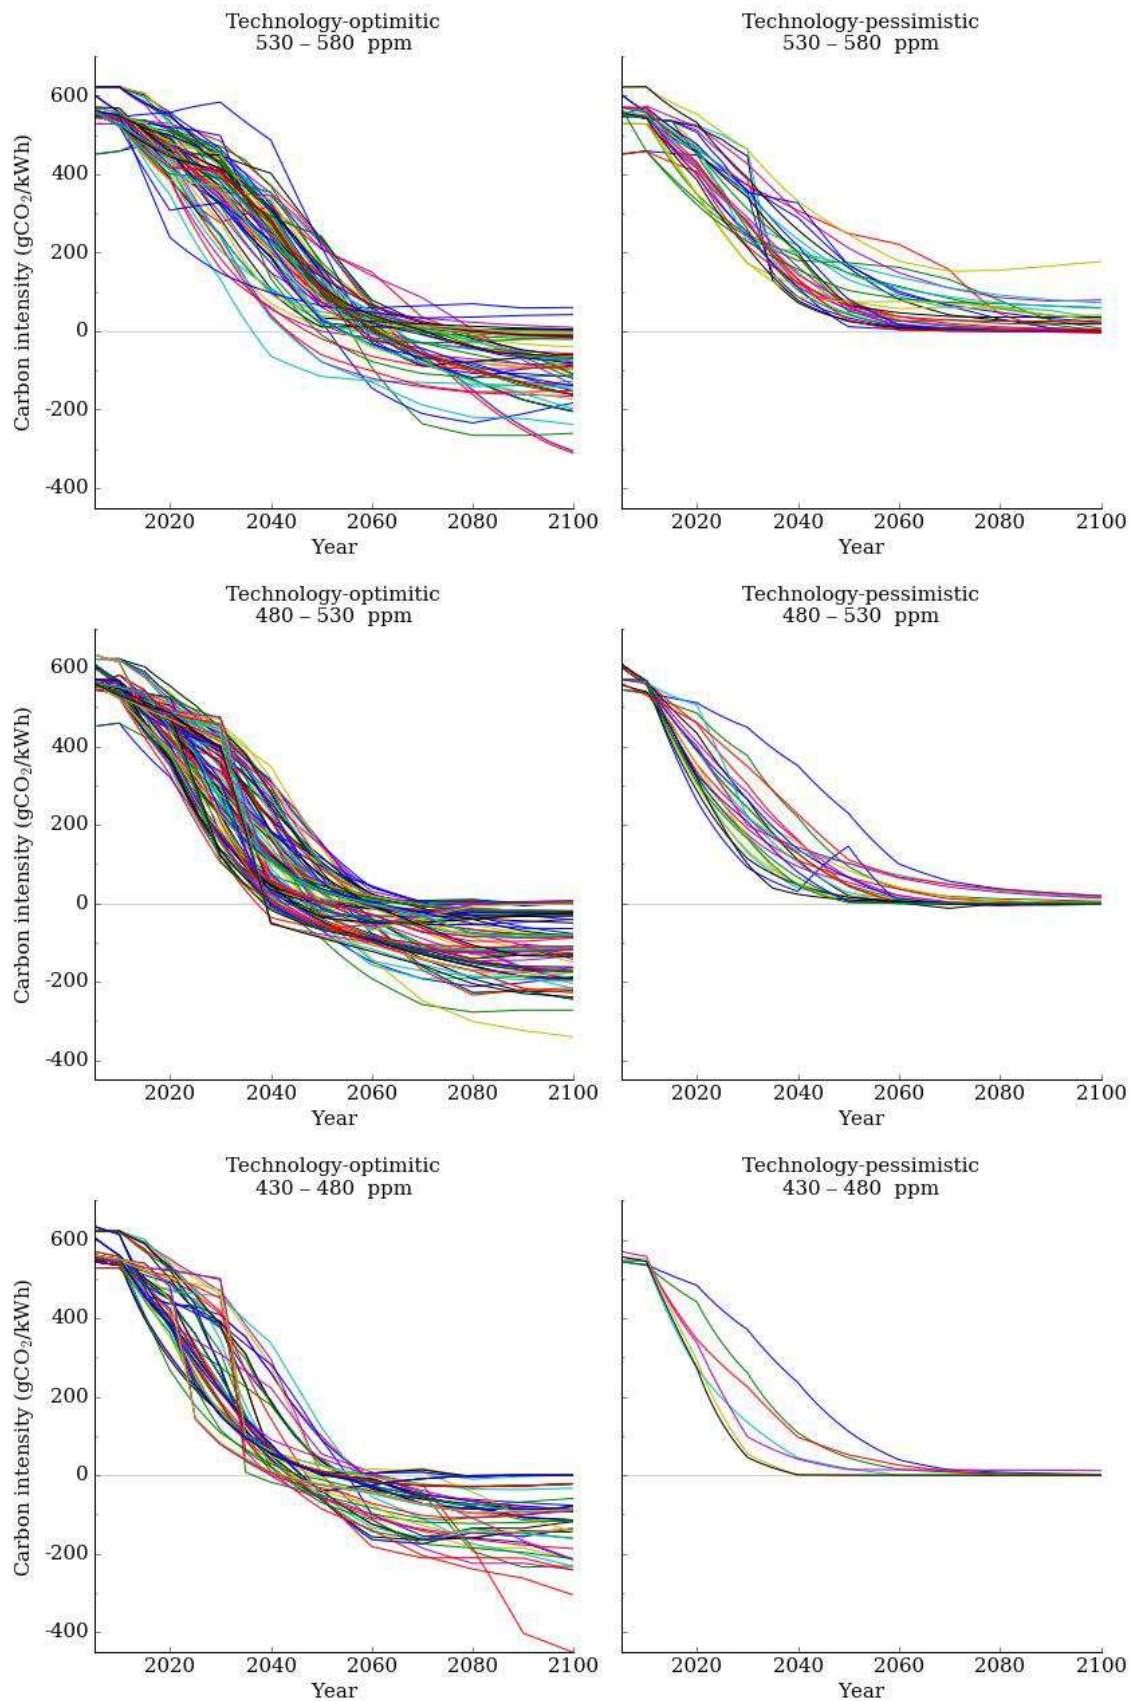 Technology-optimitic
530 – 580 ppm
Technology-pessimistic
530 – 580 ppm
Carbon intensity (gCO₂/kWh)
600
400
200
0
-200
-400
2020 2040 2060 2080 2100
Year
2020 2040 2060 2080 2100
Year
Technology-optimitic
480 – 530 ppm
Technology-pessimistic
480 – 530 ppm
Carbon intensity (gCO₂/kWh)
600
400
200
0
-200
-400
2020 2040 2060 2080 2100
Year
2020 2040 2060 2080 2100
Year
Technology-optimitic
430 – 480 ppm
Technology-pessimistic
430 – 480 ppm
Carbon intensity (gCO₂/kWh)
600
400
200
0
-200
-400
2020 2040 2060 2080 2100
Year
2020 2040 2060 2080 2100
Year